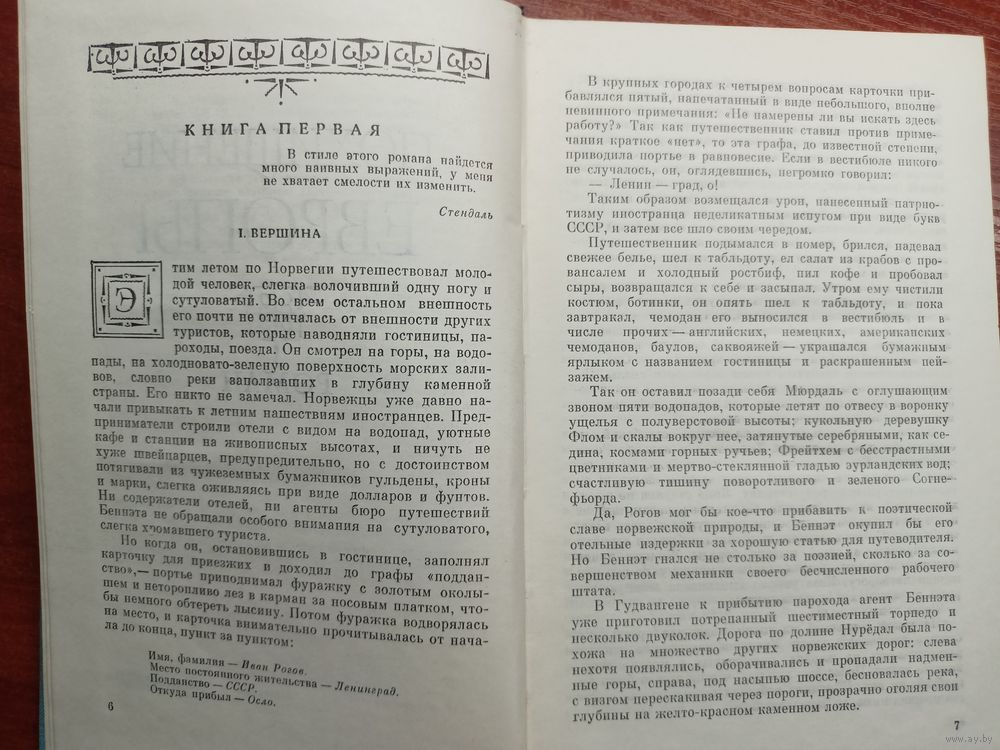 КНИГА ПЕРВАЯ
В стиле этого романа найдется
много наивных выражений, у меня
не хватает смелости их изменить.
Стендаль
I. ВЕРШИНА
Этим летом по Норвегии путешествовал моло-
дой человек, слегка волочивший одну ногу и
сутуловатый. Во всем остальном внешность
его почти не отличалась от внешности других
туристов, которые наводняли гостиницы, па-
роходы, поезда. Он смотрел на горы, на водо-
пады, на холодновато-зеленую поверхность морских зали-
вов, словно реки заползавших в глубину каменной
страны. Его никто не замечал. Норвежцы уже давно на-
чали привыкать к летним нашествиям иностранцев. Пред-
приниматели строили отели с видом на водопад, уютные
кафе и станции на живописных высотах, и ничуть не
хуже швейцарцев, предупредительно, но с достоинством
потягивали из чужеземных бумажников гульдены, кроны
и марки, слегка оживляясь при виде долларов и фунтов.
Ни содержатели отелей, ни агенты бюро путешествий
Беннэта не обращали особого внимания на сутуловатого,
слегка хромавшего туриста.
Но когда он, остановившись в гостинице, заполнял
карточку для приезжих и доходил до графы «поддан-
ство»,— портье приподнимал фуражку с золотым околы-
шем и неторопливо лез в карман за носовым платком, что-
бы немного обтереть лысину. Потом фуражка водворялась
на место, и карточка внимательно прочитывалась от нача-
ла до конца, пункт за пунктом:
Имя, фамилия — Иван Рогов.
Место постоянного жительства — Ленинград.
Подданство — СССР.
Откуда прибыл — Осло.
6
В крупных городах к четырем вопросам карточки при-
бавлялся пятый, напечатанный в виде небольшого, вполне
невинного примечания: «Не намерены ли вы искать здесь
работу?» Так как путешественник ставил против приме-
чания краткое «нет», то эта графа, до известной степени,
приводила портье в равновесие. Если в вестибюле никого
не случалось, он, оглядевшись, негромко говорил:
— Ленин — град, о!
Таким образом возмещался урон, нанесенный патрио-
тизму иностранца неделикатным испугом при виде букв
СССР, и затем все шло своим чередом.
Путешественник подымался в номер, брился, надевал
свежее белье, шел к табльдоту, ел салат из крабов с про-
вансалем и холодный ростбиф, пил кофе и пробовал
сыры, возвращался к себе и засыпал. Утром ему чистили
костюм, ботинки, он опять шел к табльдоту, и пока
завтракал, чемодан его выносился в вестибюль и в
числе прочих — английских, немецких, американских
чемоданов, баулов, саквояжей — украшался бумажным
ярлыком с названием гостиницы и раскрашенным пей-
зажем.
Так он оставил позади себя Мюрдаль с оглушающим
звоном пяти водопадов, которые летят по отвесу в воронку
ущелья с полуверстовой высоты; кукольную деревушку
Флом и скалы вокруг нее, затянутые серебряными, как се-
дина, космами горных ручьев; Фрейтхем с бесстрастными
цветниками и мертво-стеклянной гладью эурландских вод;
счастливую тишину поворотливого и зеленого Согне-
фьорда.
Да, Рогов мог бы кое-что прибавить к поэтической
славе норвежской природы, и Беннэт окупил бы его
отельные издержки за хорошую статью для путеводителя.
Но Беннэт гнался не столько за поэзией, сколько за со-
вершенством механики своего бесчисленного рабочего
штата.
В Гудвангене к прибытию парохода агент Беннэта
уже приготовил потрепанный шестиместный торпедо и
несколько двуколок. Дорога по долине Нурёдал была по-
хожа на множество других норвежских дорог: слева
нехотя появлялись, оборачивались и пропадали надмен-
ные горы, справа, под насыпью шоссе, бесновалась река,
с визгом перескакивая через пороги, прозрачно оголяя свои
глубины на желто-красном каменном ложе.
7
www.ay.by